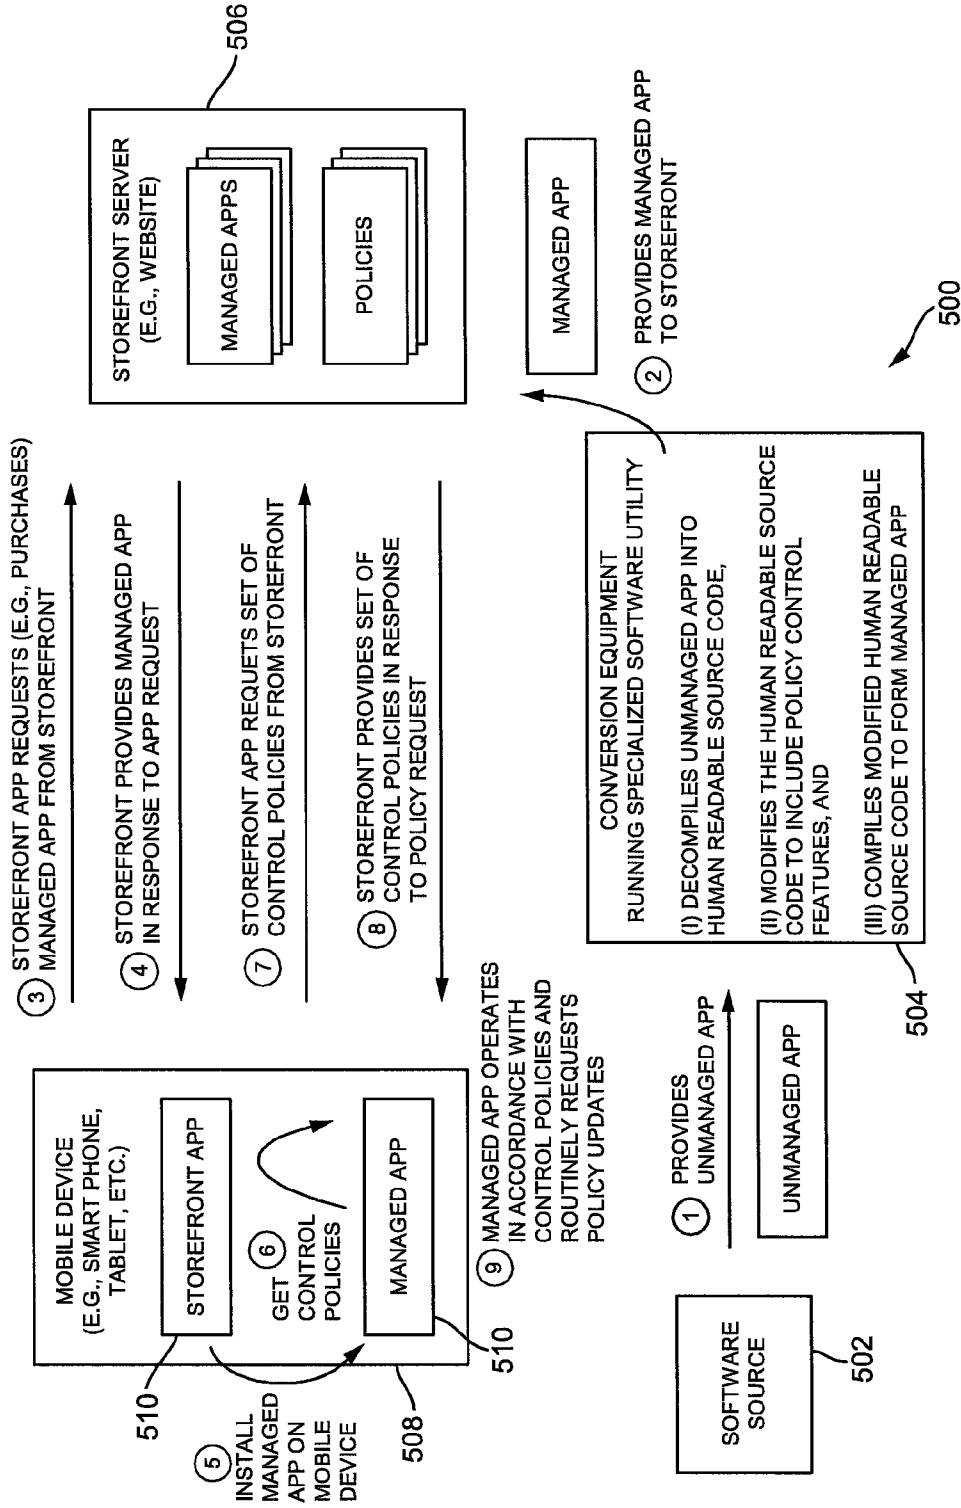 MOBILE DEVICE
(E.G., SMART PHONE,
TABLET, ETC.)
STOREFRONT APP
510
GET
CONTROL
POLICIES
6
MANAGED APP
510
508
5
INSTALL
MANAGED
APP ON
MOBILE
DEVICE
3
STOREFRONT APP REQUESTS (E.G., PURCHASES)
MANAGED APP FROM STOREFRONT
4
STOREFRONT PROVIDES MANAGED APP
IN RESPONSE TO APP REQUEST
7
STOREFRONT APP REQUETS SET OF
CONTROL POLICIES FROM STOREFRONT
8
STOREFRONT PROVIDES SET OF
CONTROL POLICIES IN RESPONSE
TO POLICY REQUEST
9
MANAGED APP OPERATES
IN ACCORDANCE WITH
CONTROL POLICIES AND
ROUTINELY REQUESTS
POLICY UPDATES
STOREFRONT SERVER
(E.G., WEBSITE)
MANAGED APPS
POLICIES
506
MANAGED APP
2
PROVIDES MANAGED APP
TO STOREFRONT
SOFTWARE
SOURCE
502
1
PROVIDES
UNMANAGED APP
UNMANAGED APP
CONVERSION EQUIPMENT
RUNNING SPECIALIZED SOFTWARE UTILITY
(I) DECOMPILES UNMANAGED APP INTO
HUMAN READABLE SOURCE CODE,
(II) MODIFIES THE HUMAN READABLE SOURCE
CODE TO INCLUDE POLICY CONTROL
FEATURES, AND
(III) COMPILES MODIFIED HUMAN READABLE
SOURCE CODE TO FORM MANAGED APP
504
500